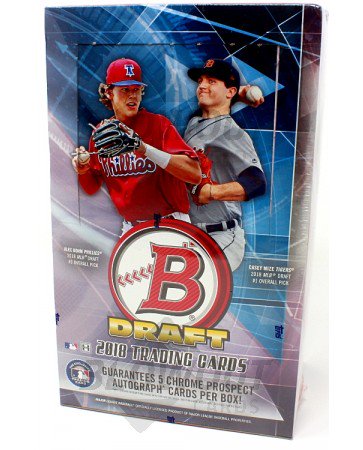 Phillies
ALEC BOHM PHILLIES®
2018 MLB® DRAFT
#3 OVERALL PICK
CASEY MIZE TIGERS®
2018 MLB® DRAFT
#1 OVERALL PICK
B
DRAFT
2018 TRADING CARDS
GUARANTEES 5 CHROME PROSPECT
AUTOGRAPH CARDS PER BOX!